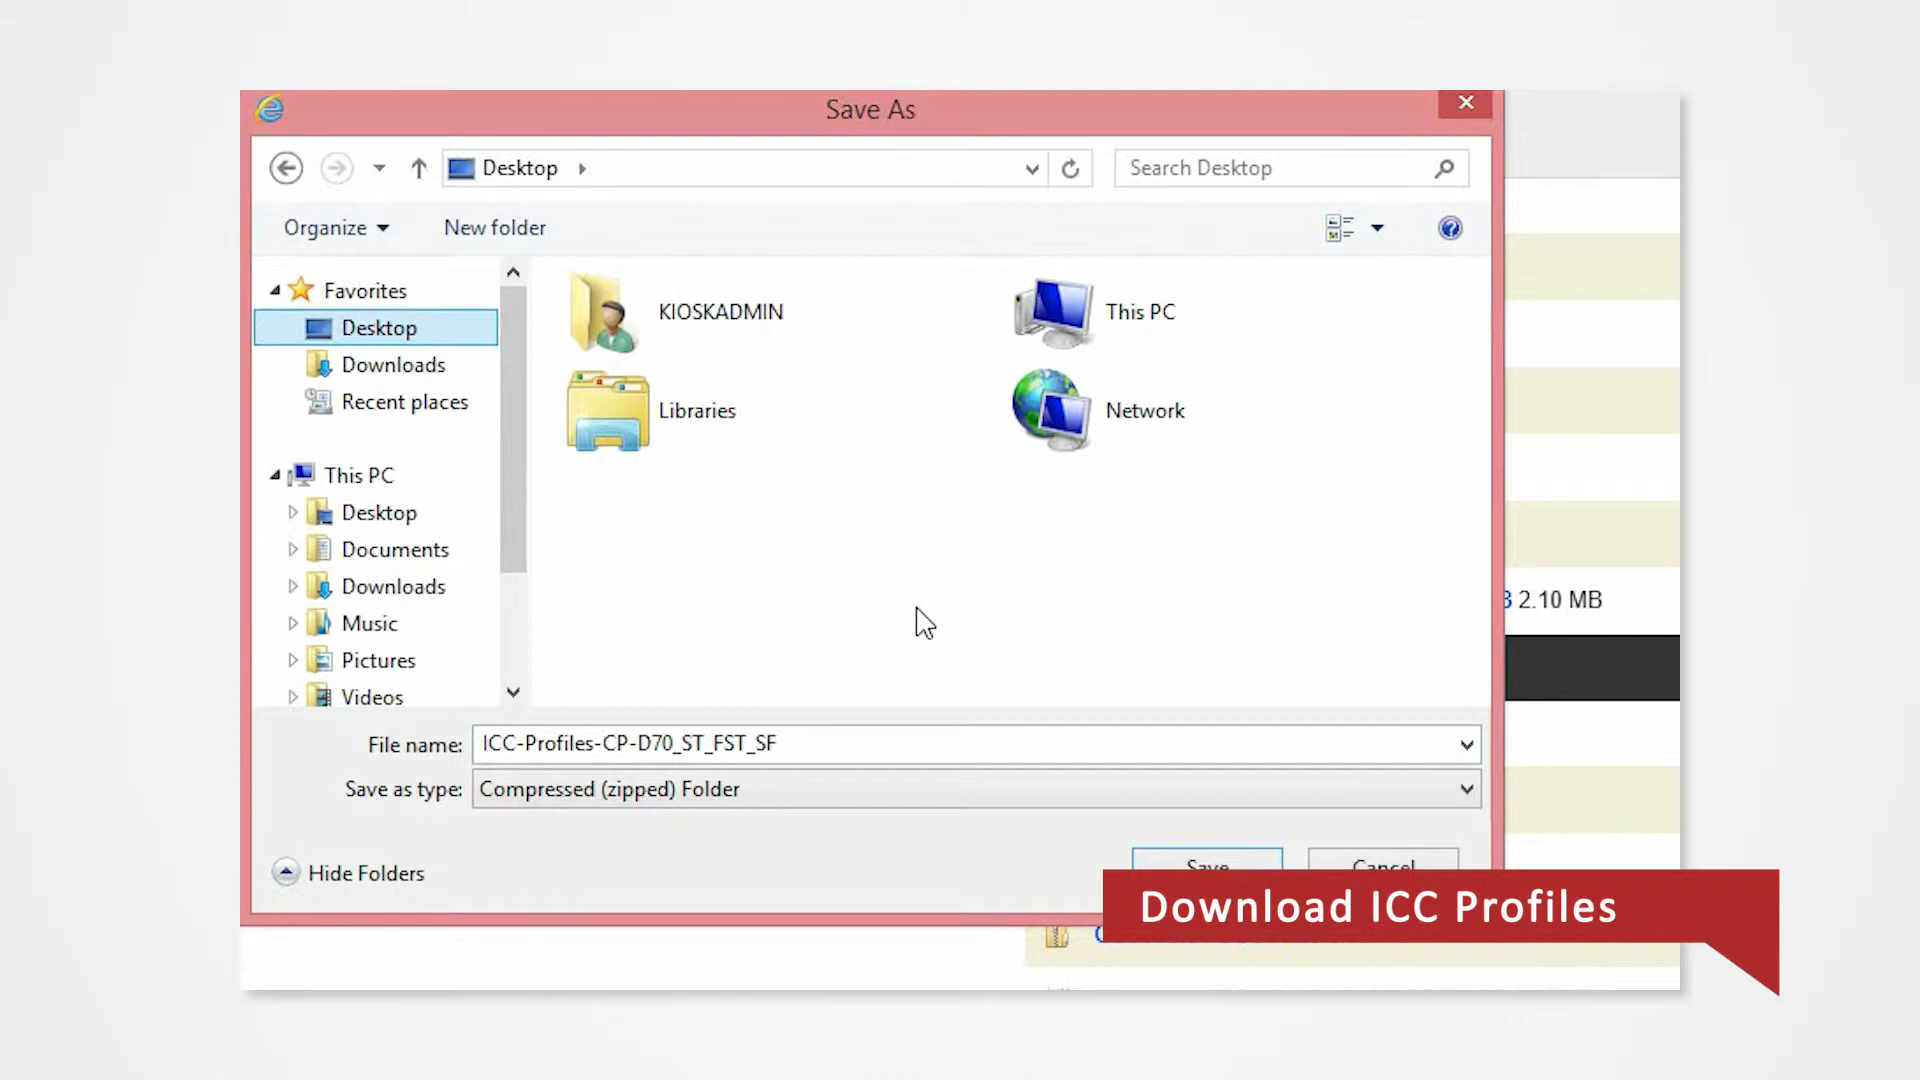 Save As
Desktop
Search Desktop
Organize
New folder
Favorites
Desktop
Downloads
Recent places
This PC
Desktop
Documents
Downloads
Music
Pictures
Videos
KIOSKADMIN
This PC
Libraries
Network
2.10 MB
File name: ICC-Profiles-CP-D70_ST_FST_SF
Save as type: Compressed (zipped) Folder
Hide Folders
Save
Cancel
Download ICC Profiles